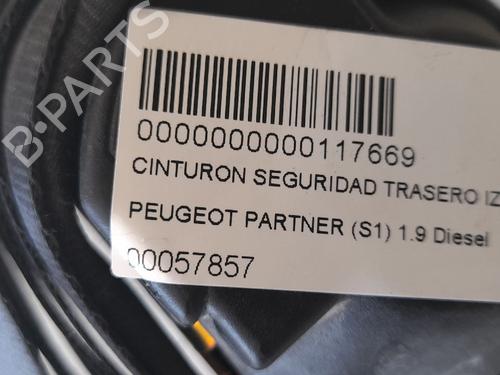 B-PARTS
0000000000117669
CINTURON SEGURIDAD TRASERO IZ
PEUGEOT PARTNER (S1) 1.9 Diesel
00057857